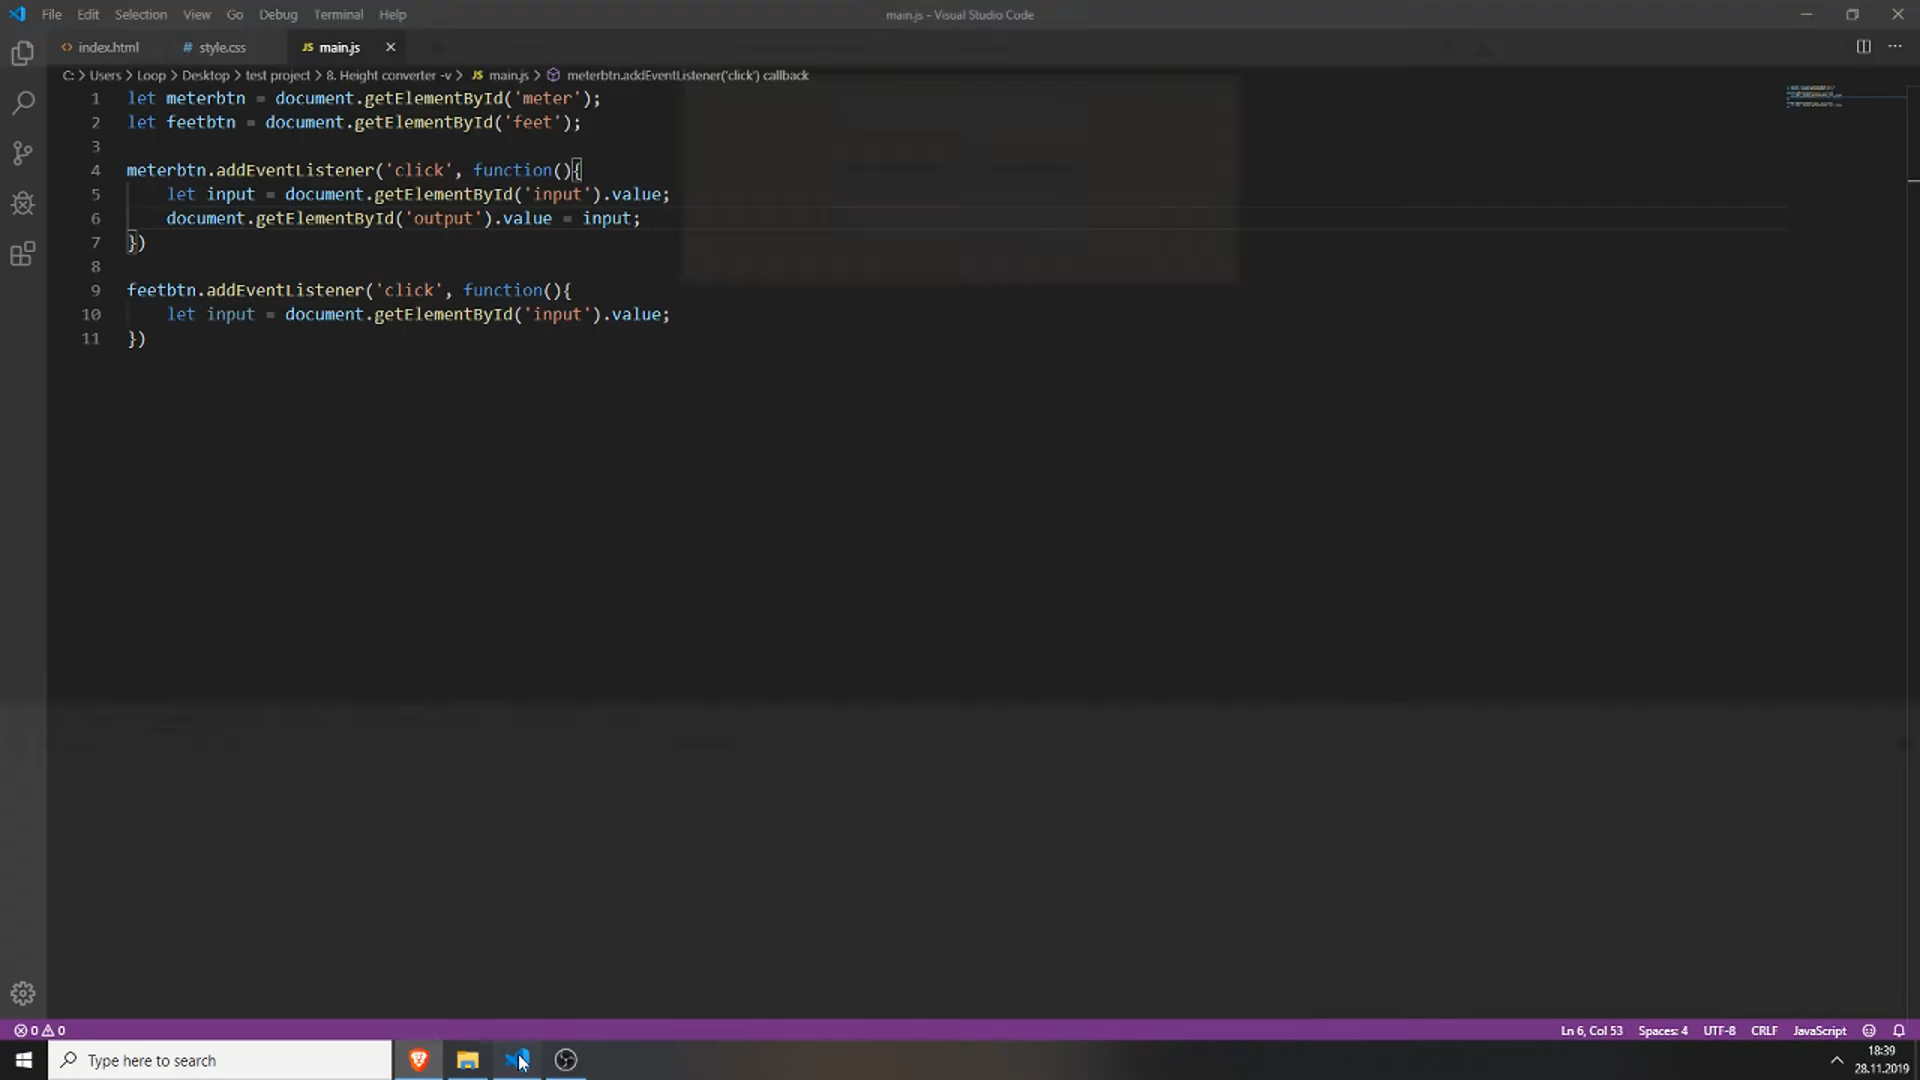 File Edit Selection View Go Debug Terminal Help
main.js - Visual Studio Code
<> index.html # style.css JS main.js
C: > Users > Loop > Desktop > test project > 8. Height converter -v > JS main.js > meterbtn.addEventListener('click') callback
1 let meterbtn = document.getElementById('meter');
2 let feetbtn = document.getElementById('feet');
3
4 meterbtn.addEventListener('click', function(){
5 let input = document.getElementById('input').value;
6 document.getElementById('output').value = input;
7 })
8
9 feetbtn.addEventListener('click', function(){
10 let input = document.getElementById('input').value;
11 })
0 0 Ln 6, Col 53 Spaces: 4 UTF-8 CRLF JavaScript
Type here to search
18:39
28.11.2019